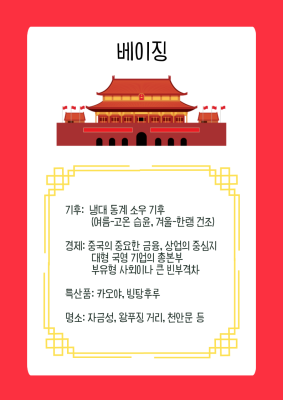 베이징
기후: 냉대 동계 소우 기후
(여름-고온 습윤, 겨울-한랭 건조)
경제: 중국의 중요한 금융, 상업의 중심지
대형 국영 기업의 총본부
부유형 사회이나 큰 빈부격차
특산품: 카오야, 빙탕후루
명소: 자금성, 왕푸징 거리, 천안문 등